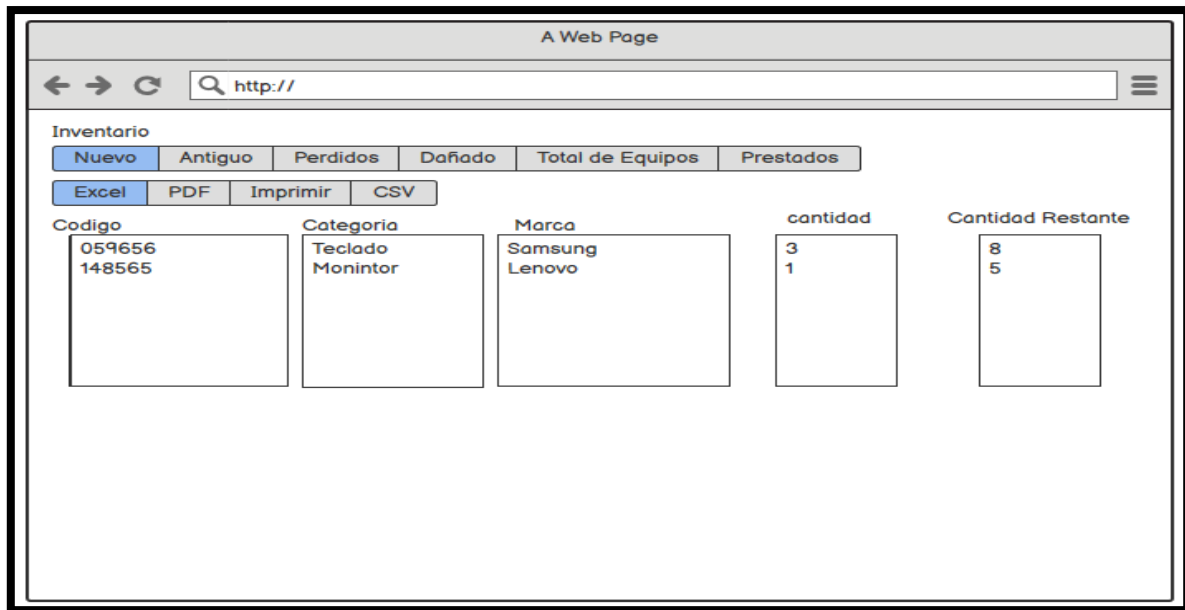 A Web Page
http://
Inventario
Nuevo Antiguo Perdidos Dañado Total de Equipos Prestados
Excel PDF Imprimir CSV
Codigo Categoria Marca cantidad Cantidad Restante
059656 Teclado Samsung 3 8
148565 Monintor Lenovo 1 5